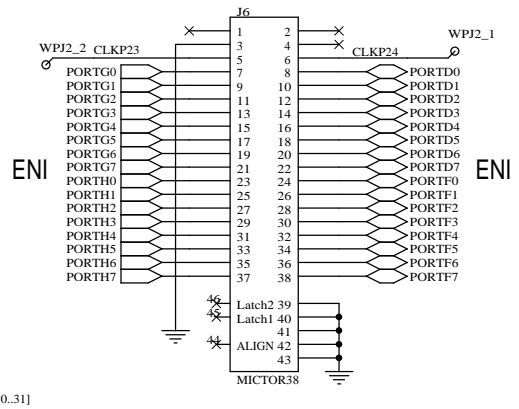 J6
1 2
3 4
WPJ2_2 CLKP23 5 6 CLKP24 WPJ2_1
PORTG0 7 8 PORTD0
PORTG1 9 10 PORTD1
PORTG2 11 12 PORTD2
PORTG3 13 14 PORTD3
PORTG4 15 16 PORTD4
PORTG5 17 18 PORTD5
PORTG6 19 20 PORTD6
PORTG7 21 22 PORTD7
ENI ENI
PORTH0 23 24 PORTF0
PORTH1 25 26 PORTF1
PORTH2 27 28 PORTF2
PORTH3 29 30 PORTF3
PORTH4 31 32 PORTF4
PORTH5 33 34 PORTF5
PORTH6 35 36 PORTF6
PORTH7 37 38 PORTF7
46 Latch2 39
45 Latch1 40
41
44 ALIGN 42
43
MICTOR38
0..31]